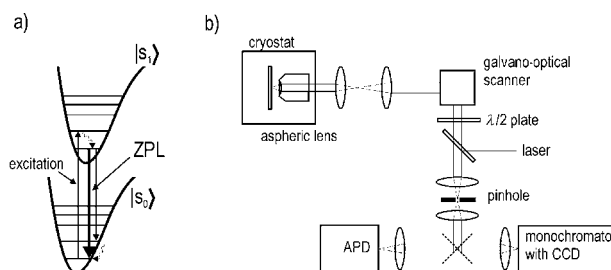 a)
|s₁⟩
excitation
ZPL
|s₀⟩
b)
cryostat
aspheric lens
galvano-optical
scanner
λ/2 plate
laser
pinhole
APD
monochromator
with CCD